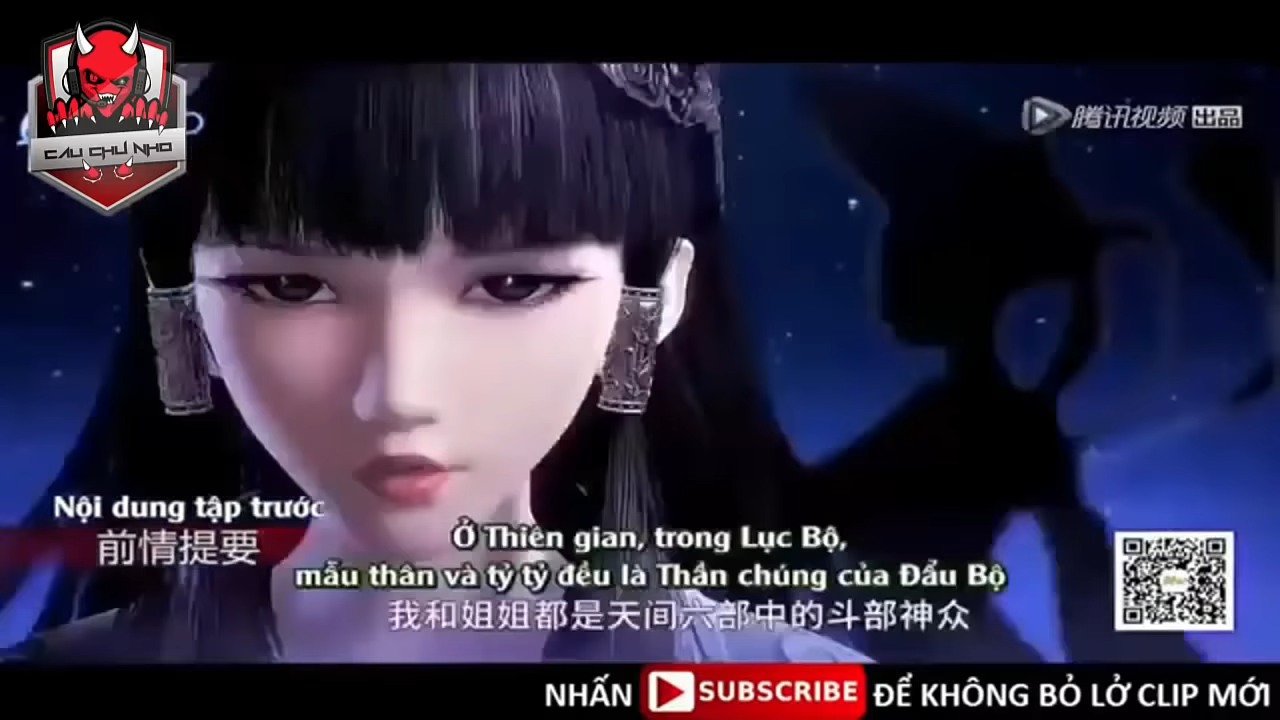 CAU CHÚ NHO
腾讯视频 出品
Nội dung tập trước
前情提要
Ở Thiên gian, trong Lục Bộ,
mẫu thân và tỷ tỷ đều là Thần chúng của Đẩu Bộ
我和姐姐都是天间六部中的斗部神众
NHẤN SUBSCRIBE ĐỂ KHÔNG BỎ LỞ CLIP MỚI